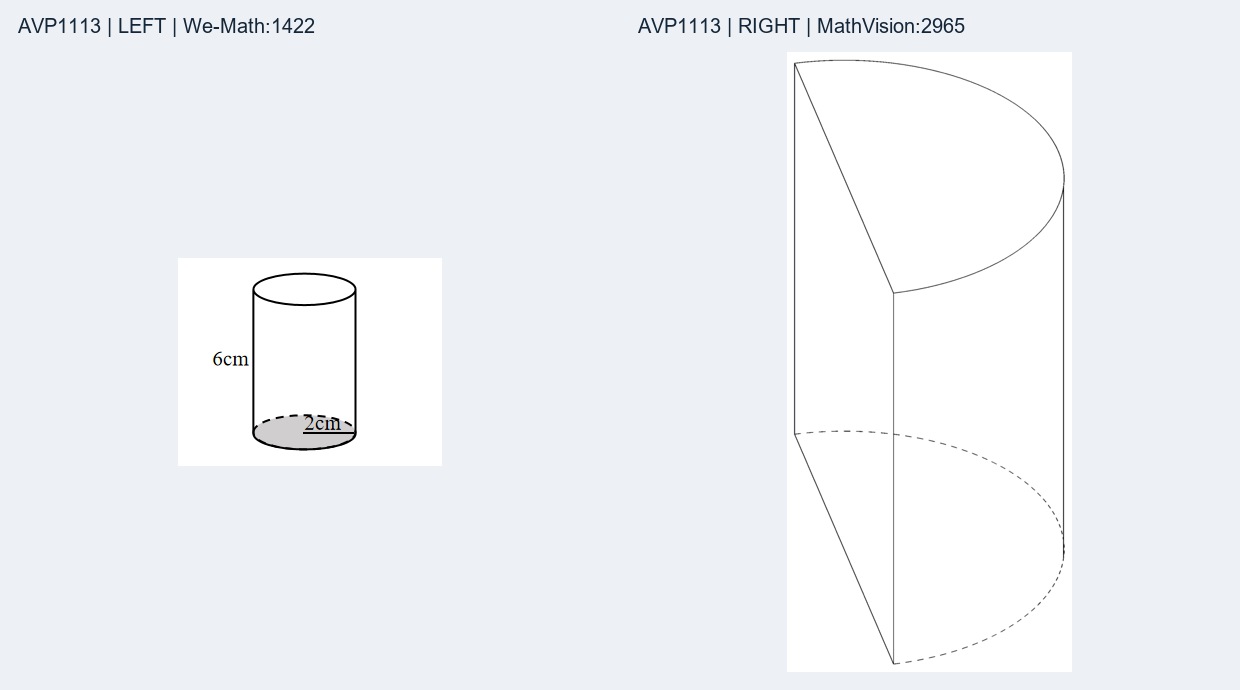 AVP1113 | LEFT | We-Math:1422
AVP1113 | RIGHT | MathVision:2965
6cm
2cm